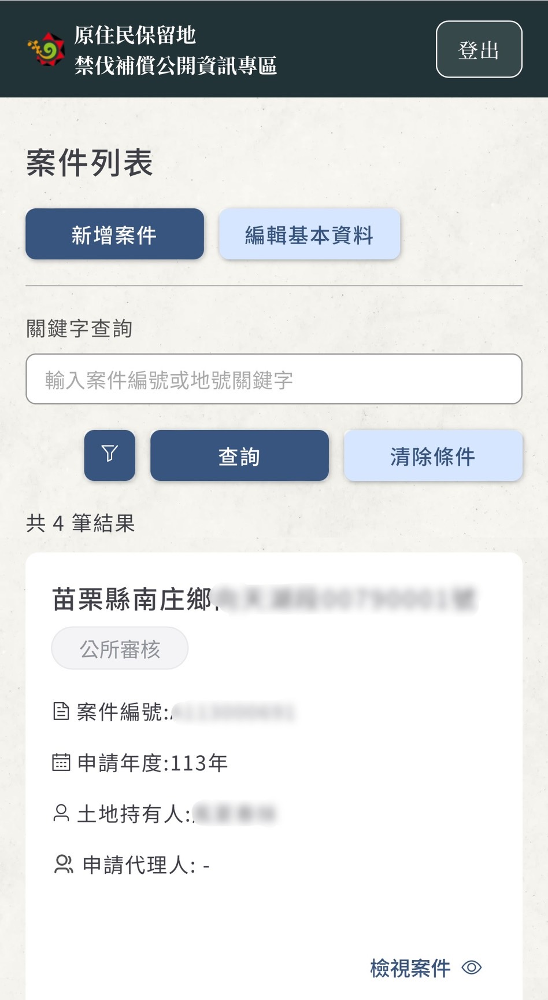 原住民保留地
禁伐補償公開資訊專區
登出
案件列表
新增案件
編輯基本資料
關鍵字查詢
輸入案件編號或地號關鍵字
查詢
清除條件
共 4 筆結果
苗栗縣南庄鄉
公所審核
案件編號:
申請年度:113年
土地持有人:
申請代理人: -
檢視案件